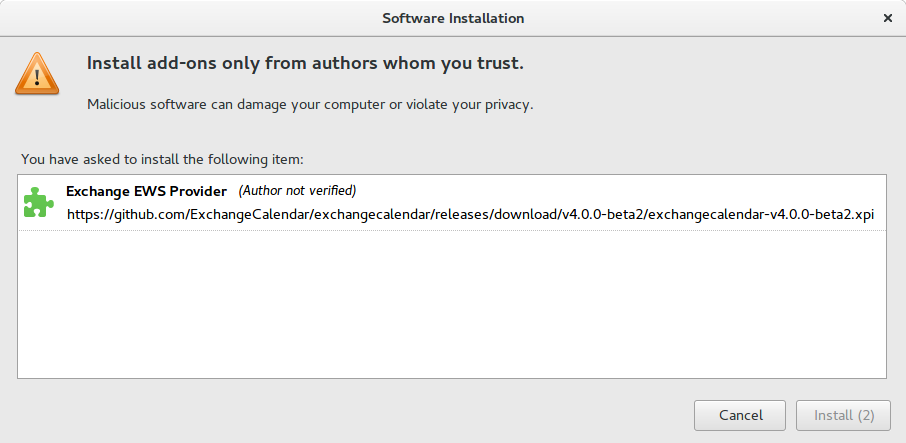 Software Installation
Install add-ons only from authors whom you trust.
Malicious software can damage your computer or violate your privacy.
You have asked to install the following item:
Exchange EWS Provider (Author not verified)
https://github.com/ExchangeCalendar/exchangecalendar/releases/download/v4.0.0-beta2/exchangecalendar-v4.0.0-beta2.xpi
Cancel Install (2)